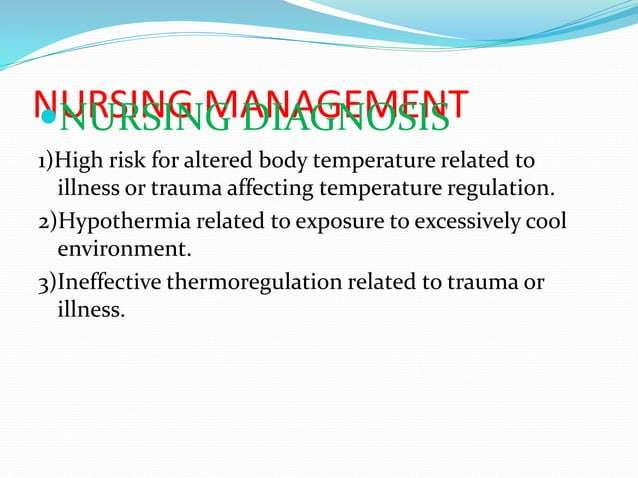 NURSING MANAGEMENT
•NURSING DIAGNOSIS
1)High risk for altered body temperature related to
illness or trauma affecting temperature regulation.
2)Hypothermia related to exposure to excessively cool
environment.
3)Ineffective thermoregulation related to trauma or
illness.